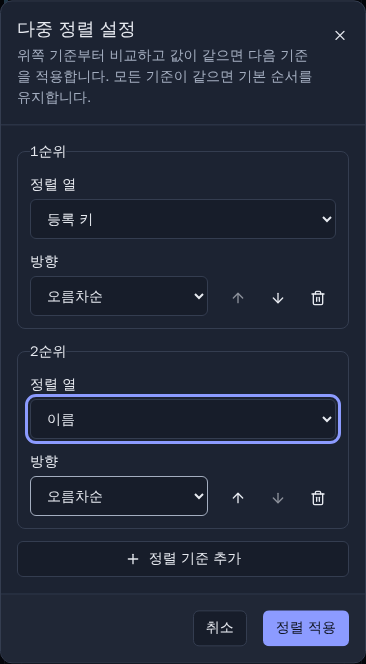 다중 정렬 설정
위쪽 기준부터 비교하고 값이 같으면 다음 기준
을 적용합니다. 모든 기준이 같으면 기본 순서를
유지합니다.
1순위
정렬 열
등록 키
방향
오름차순
2순위
정렬 열
이름
방향
오름차순
정렬 기준 추가
취소
정렬 적용